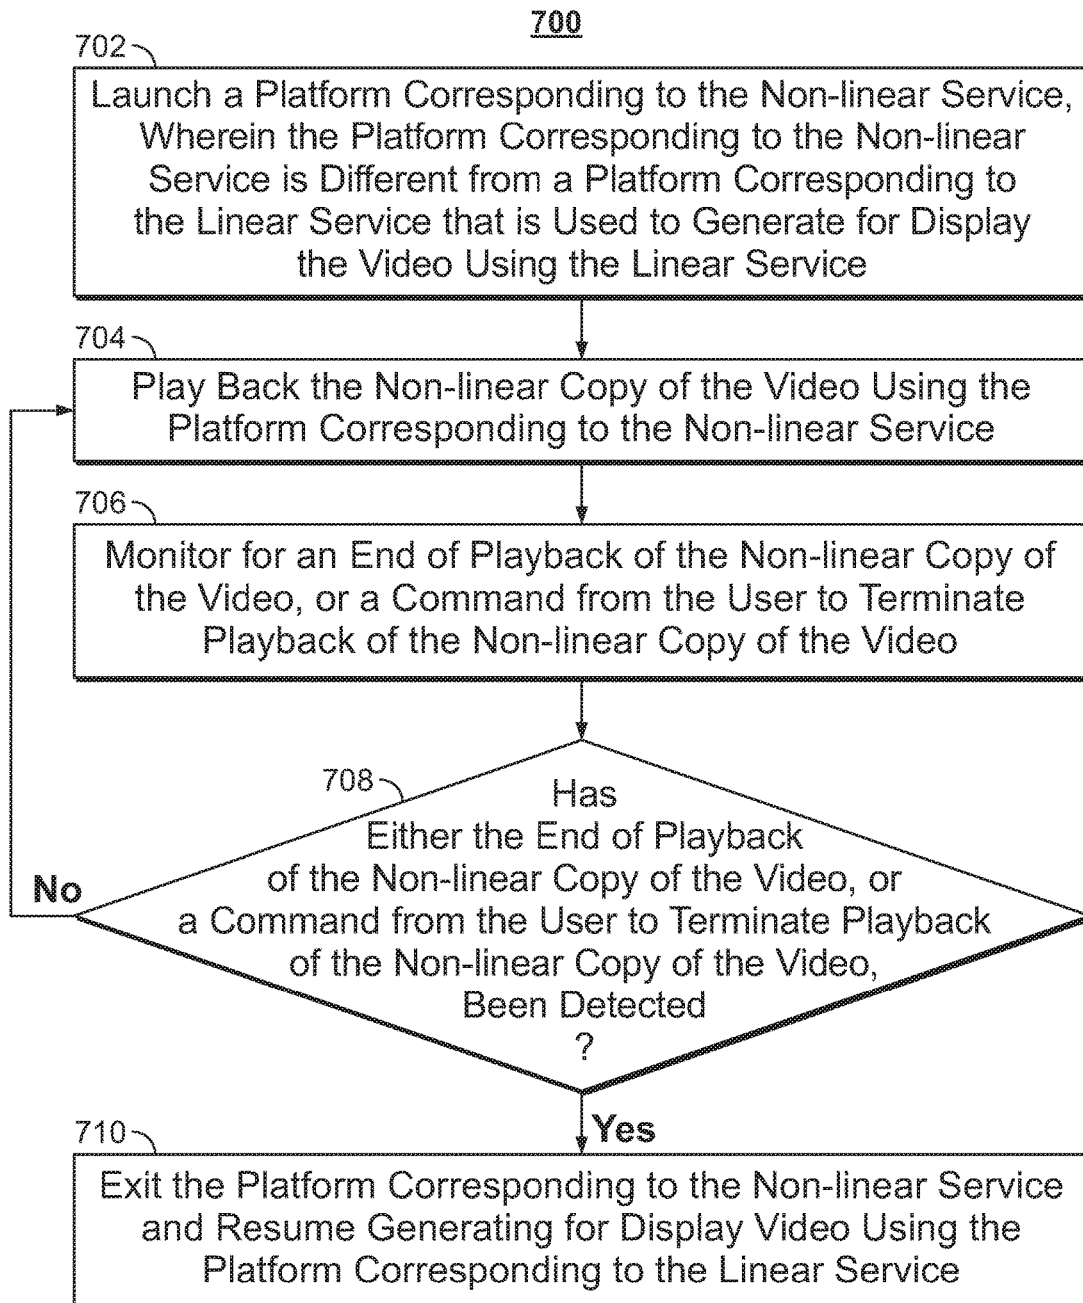 700
702
Launch a Platform Corresponding to the Non-linear Service,
Wherein the Platform Corresponding to the Non-linear
Service is Different from a Platform Corresponding to
the Linear Service that is Used to Generate for Display
the Video Using the Linear Service
704
Play Back the Non-linear Copy of the Video Using the
Platform Corresponding to the Non-linear Service
706
Monitor for an End of Playback of the Non-linear Copy of
the Video, or a Command from the User to Terminate
Playback of the Non-linear Copy of the Video
708
Has
Either the End of Playback
of the Non-linear Copy of the Video, or
a Command from the User to Terminate Playback
of the Non-linear Copy of the Video,
Been Detected
?
No
Yes
710
Exit the Platform Corresponding to the Non-linear Service
and Resume Generating for Display Video Using the
Platform Corresponding to the Linear Service